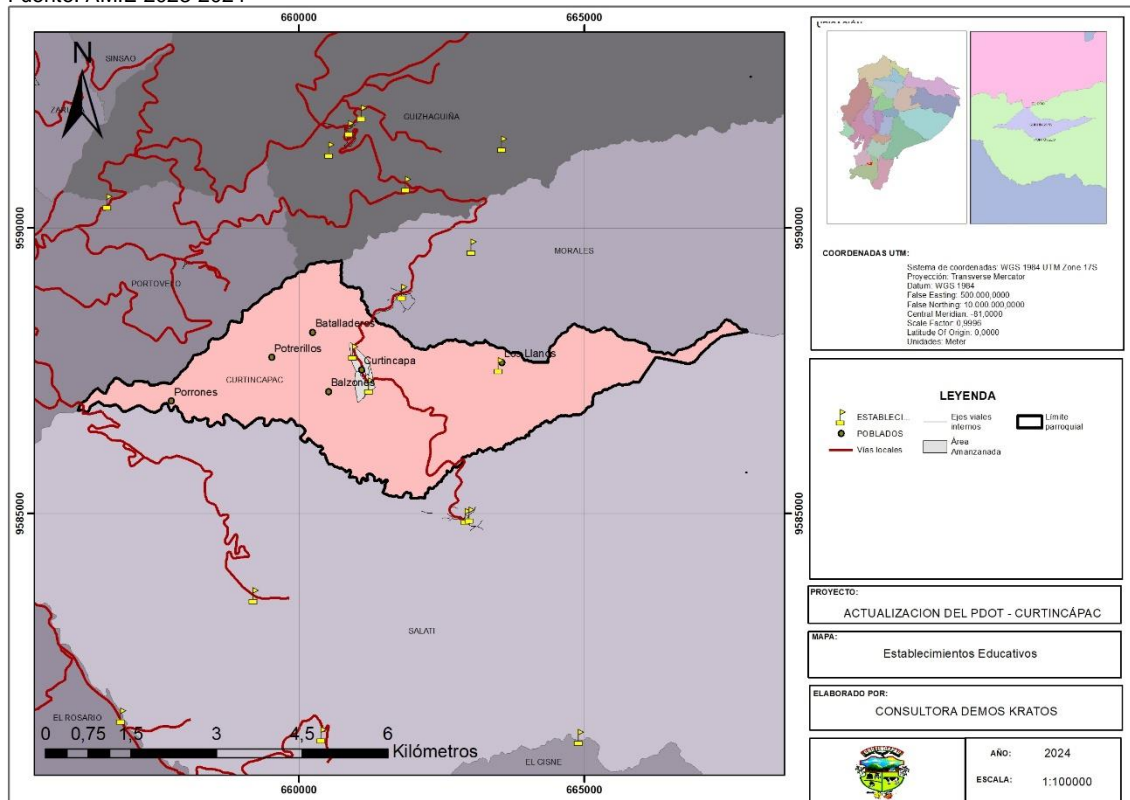 Fuente: AMIE 2023-2024
660000
665000
N
SINSAO
GUIZHAGUIÑA
9590000
9590000
MORALES
PORTOVELO
Batalladeros
Potrerillos
Curtincapa
Los Llanos
CURTINCAPAC
Balzones
Porrones
9585000
9585000
SALATI
EL ROSARIO
0 0,75 1,5 3 4,5 6
Kilómetros
EL CISNE
660000
665000
UBICACIÓN
COORDENADAS UTM:
Sistema de coordenadas: WGS 1984 UTM Zone 17S
Proyección: Transverse Mercator
Datum: WGS 1984
False Easting: 500.000,0000
False Northing: 10.000.000,0000
Central Meridian: -81,0000
Scale Factor: 0,9996
Latitude Of Origin: 0,0000
Unidades: Meter
LEYENDA
ESTABLECI...
POBLADOS
Vías locales
Ejes viales
internos
Área
Amanzanada
Límite
parroquial
PROYECTO:
ACTUALIZACION DEL PDOT - CURTINCÁPAC
MAPA:
Establecimientos Educativos
ELABORADO POR:
CONSULTORA DEMOS KRATOS
AÑO: 2024
ESCALA: 1:100000